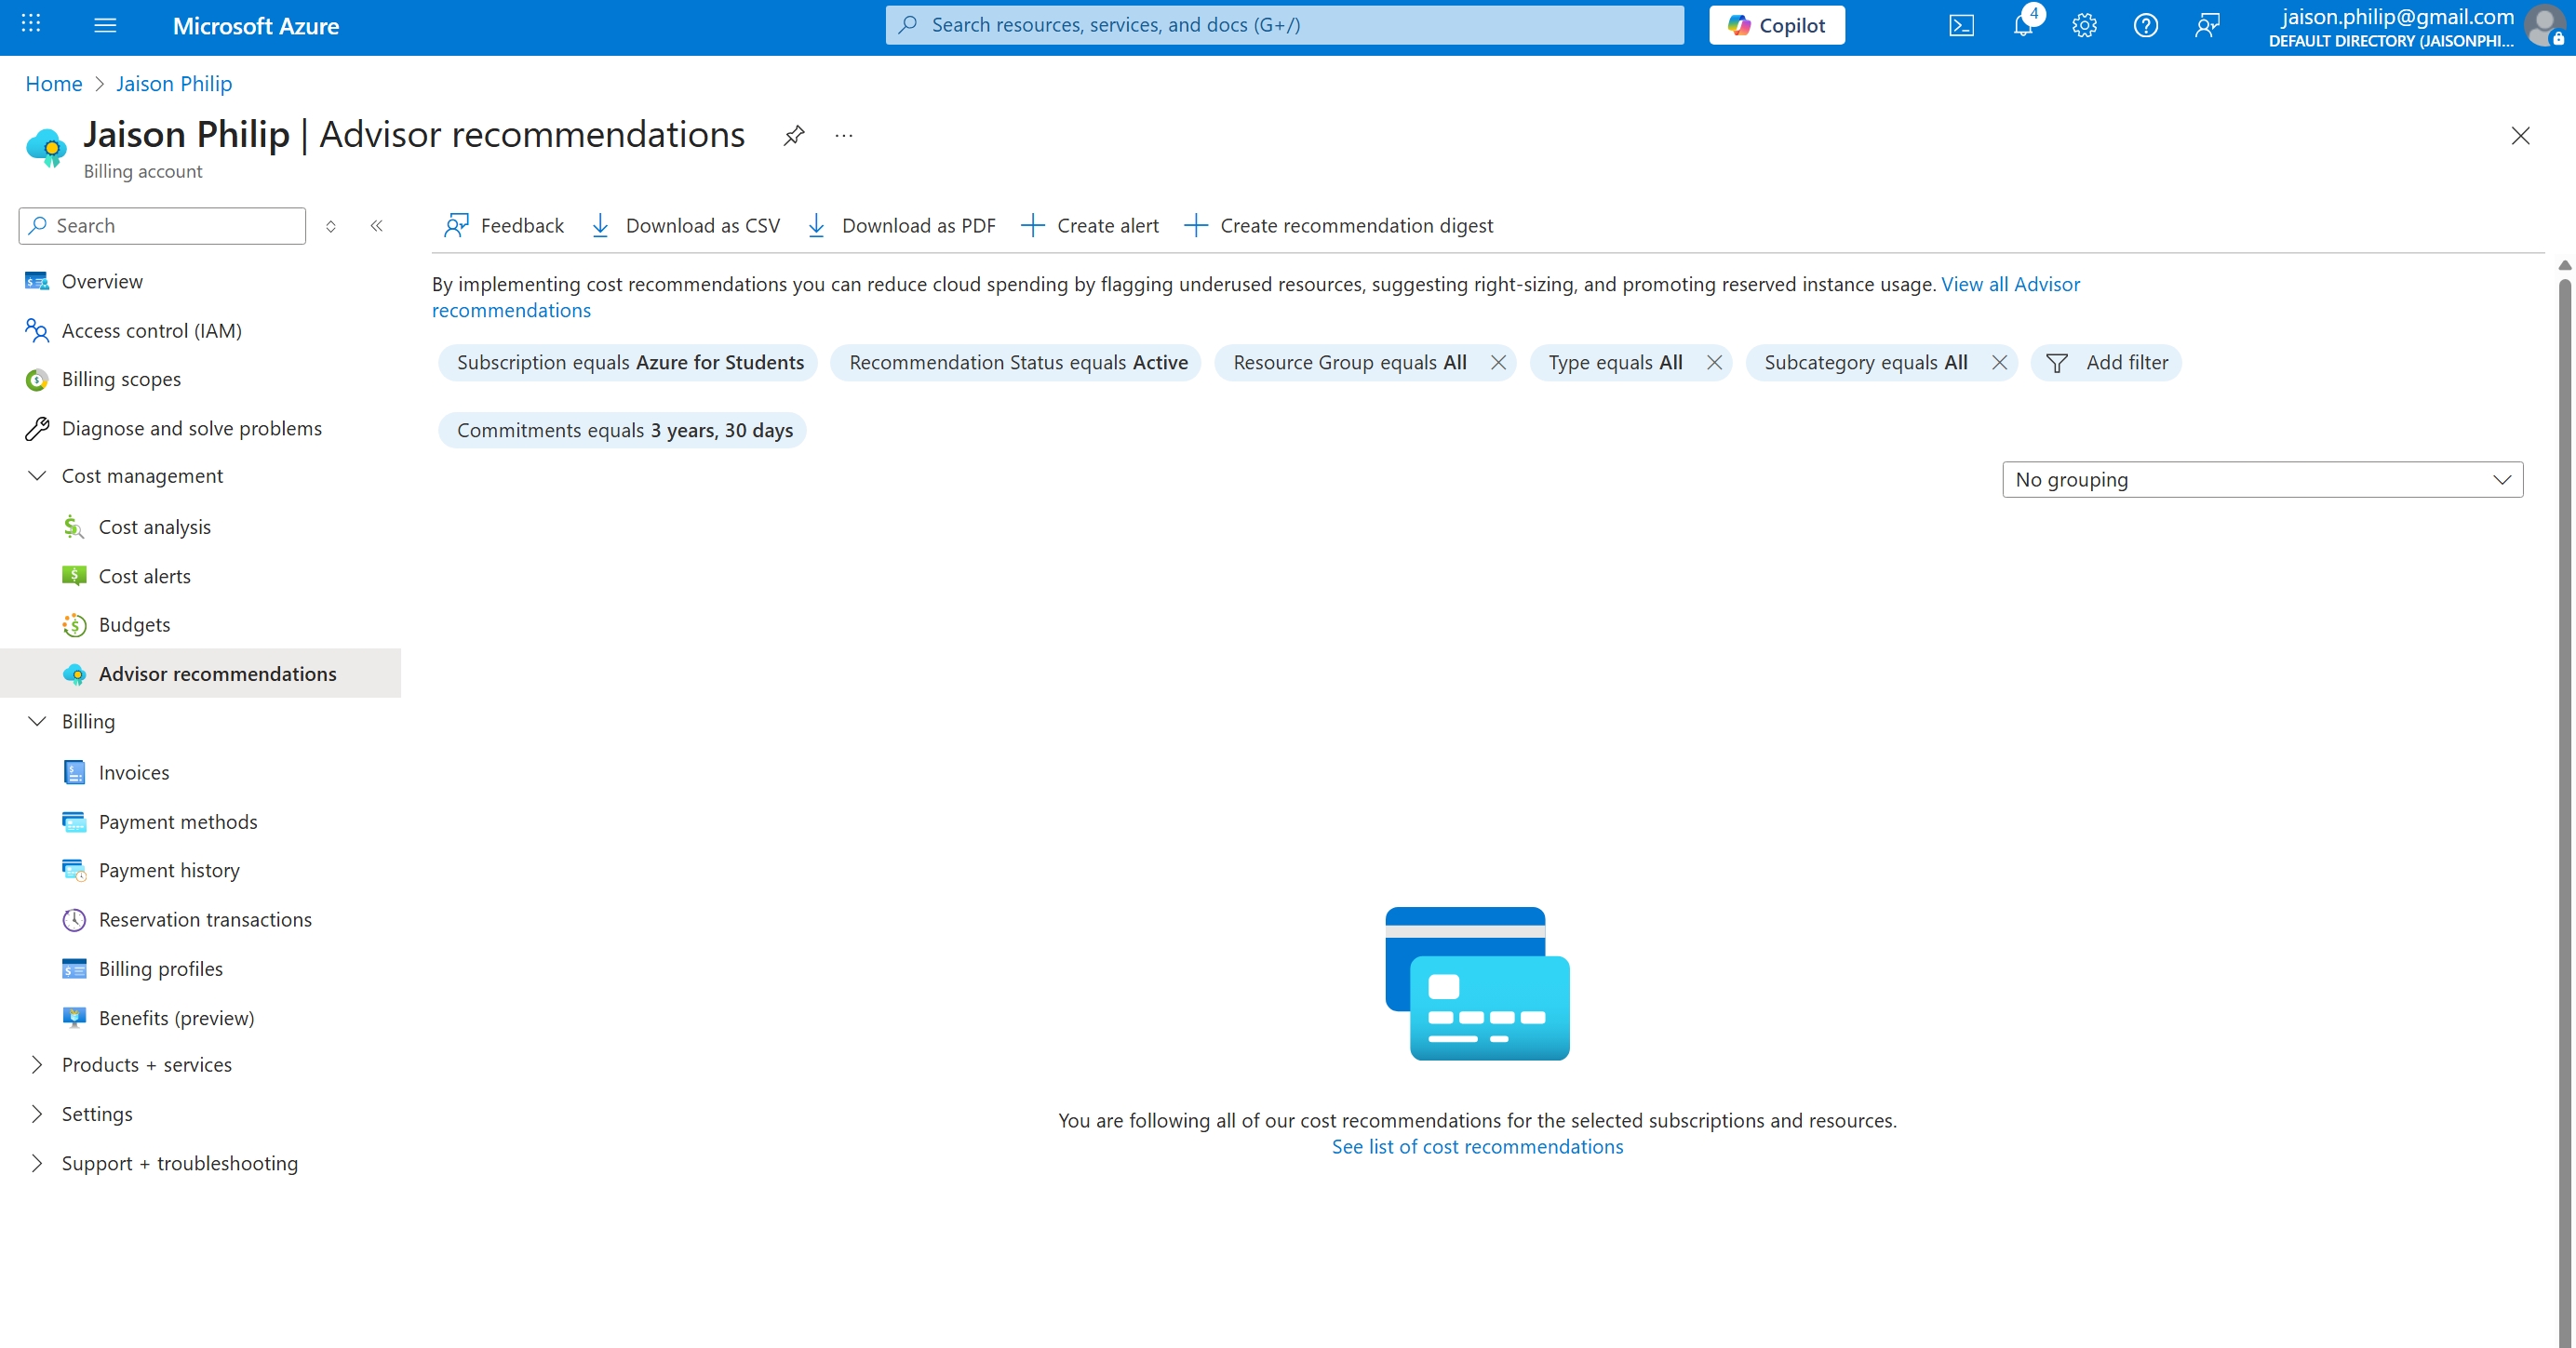 Microsoft Azure
Search resources, services, and docs (G+/)
Copilot
4
jaison.philip@gmail.com
DEFAULT DIRECTORY (JAISONPHI...
Home > Jaison Philip
Jaison Philip | Advisor recommendations
Billing account
Search
Overview
Access control (IAM)
Billing scopes
Diagnose and solve problems
Cost management
Cost analysis
Cost alerts
Budgets
Advisor recommendations
Billing
Invoices
Payment methods
Payment history
Reservation transactions
Billing profiles
Benefits (preview)
Products + services
Settings
Support + troubleshooting
Feedback Download as CSV Download as PDF Create alert Create recommendation digest
By implementing cost recommendations you can reduce cloud spending by flagging underused resources, suggesting right-sizing, and promoting reserved instance usage. View all Advisor
recommendations
Subscription equals Azure for Students Recommendation Status equals Active Resource Group equals All Type equals All Subcategory equals All Add filter
Commitments equals 3 years, 30 days
No grouping
You are following all of our cost recommendations for the selected subscriptions and resources.
See list of cost recommendations